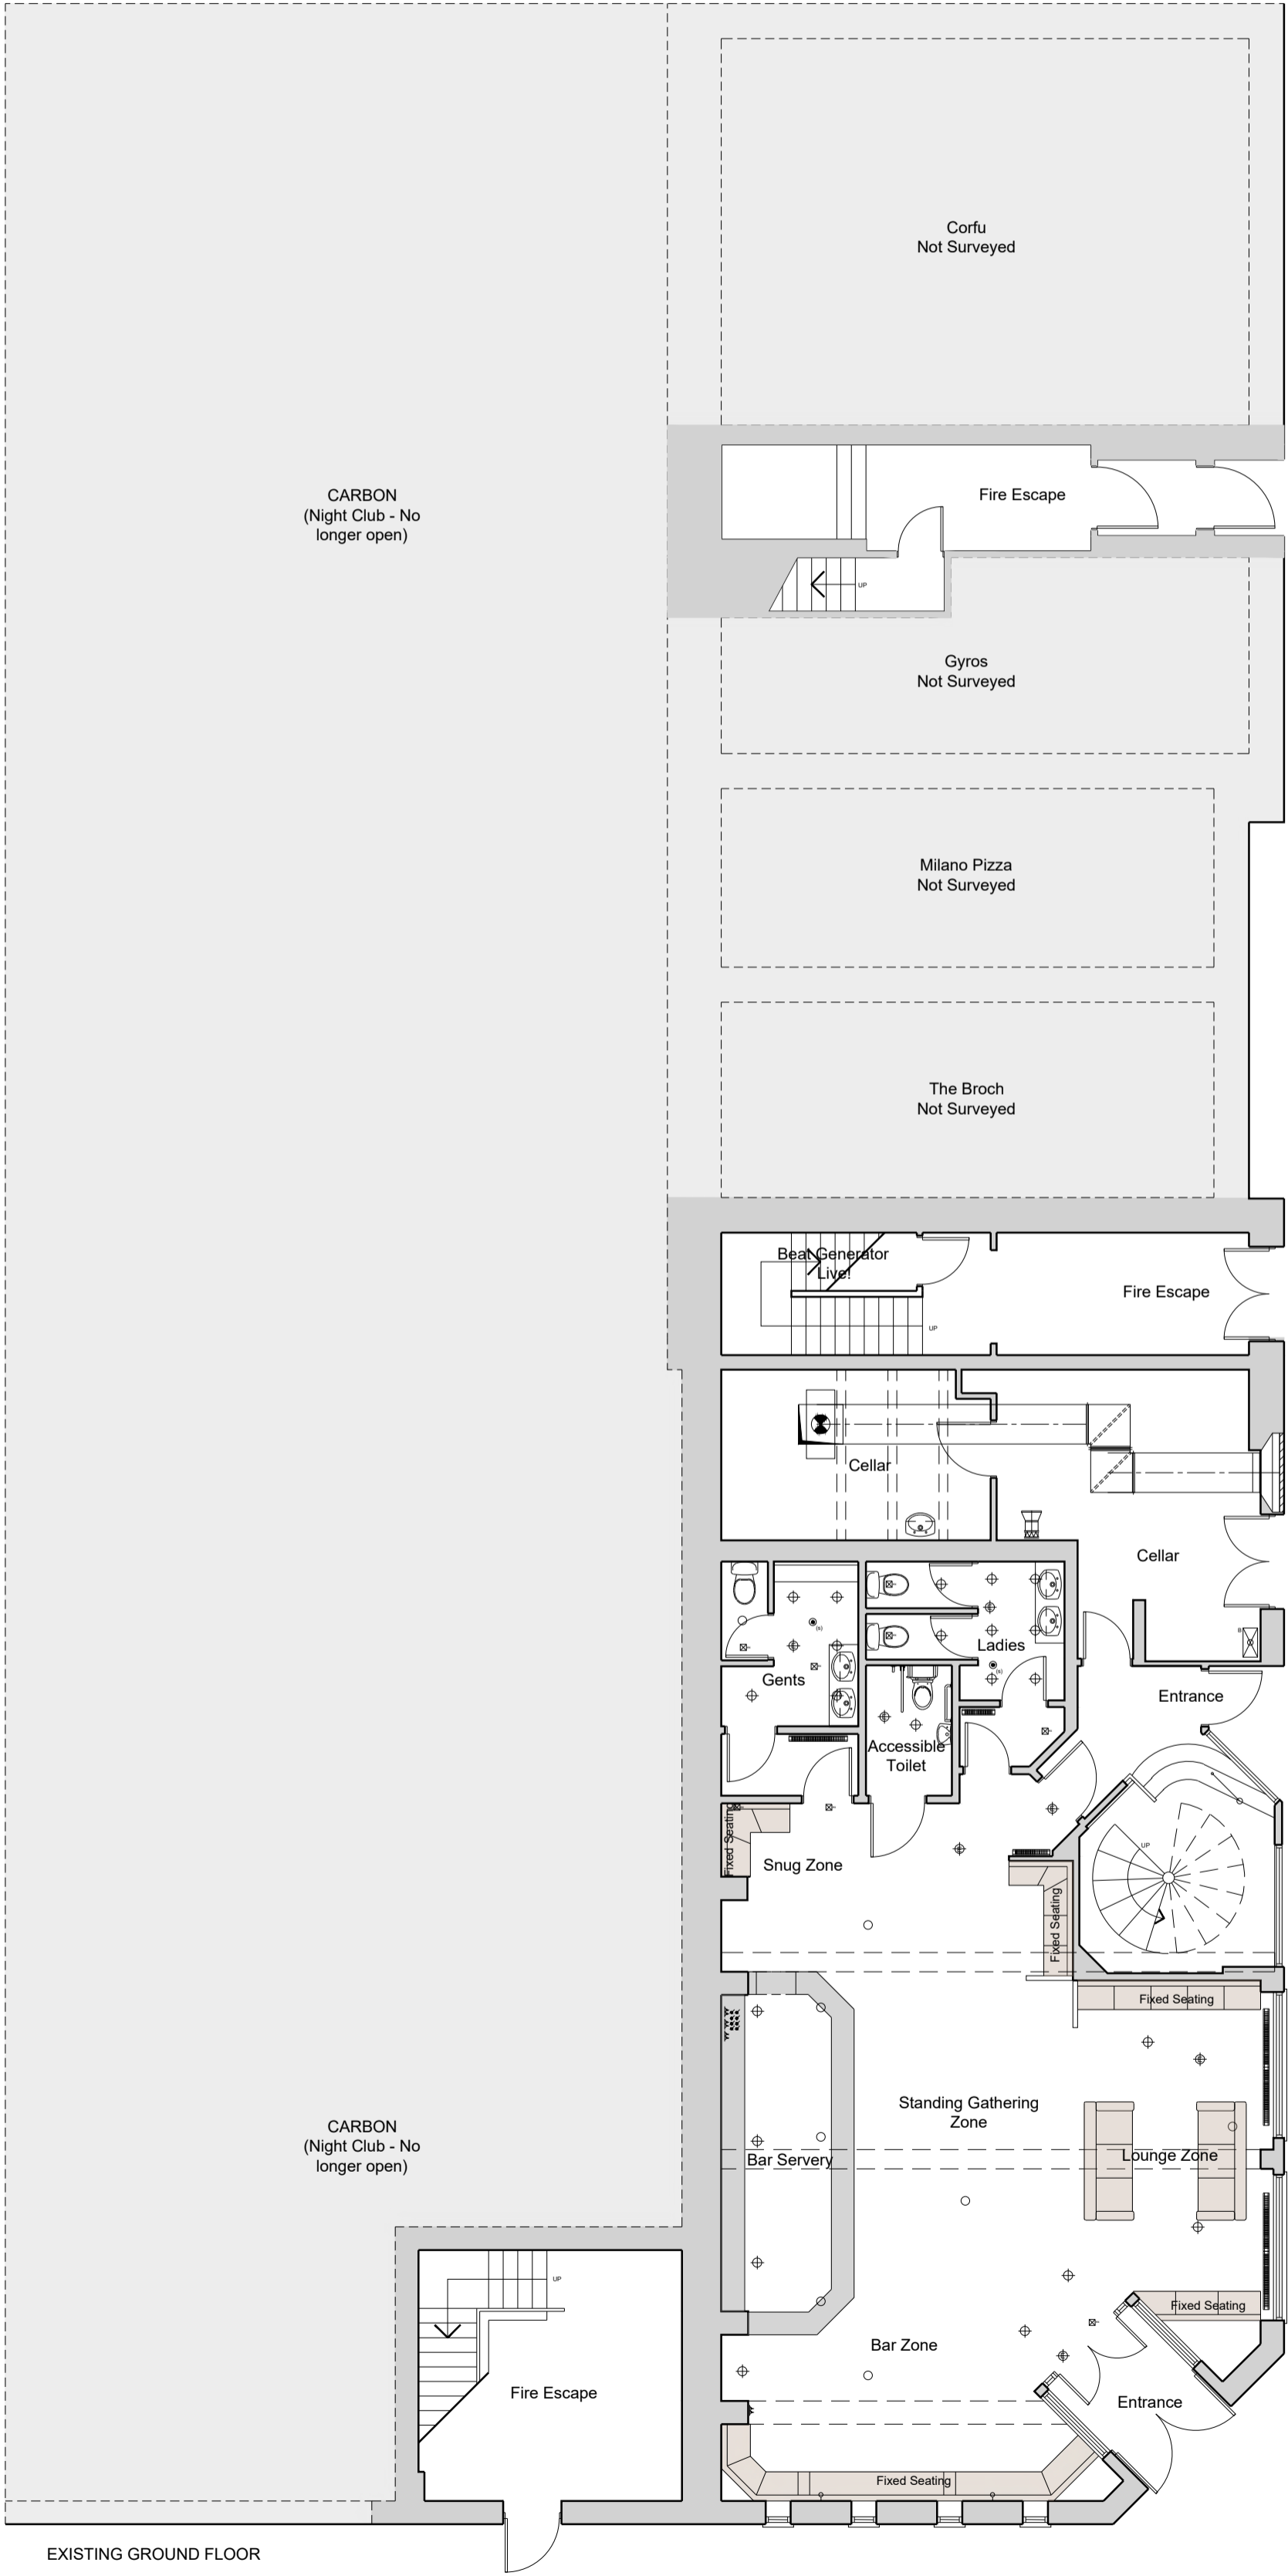 Corfu
Not Surveyed
CARBON
(Night Club - No
longer open)
Fire Escape
UP
Gyros
Not Surveyed
Milano Pizza
Not Surveyed
The Broch
Not Surveyed
Beat Generator
Live!
Fire Escape
UP
Cellar
Cellar
(s)
Ladies
(s)
Gents
Entrance
Accessible
Toilet
Fixed Seating
Snug Zone
UP
Fixed Seating
Fixed Seating
Standing Gathering
Zone
CARBON
(Night Club - No
longer open)
Bar Servery
Lounge Zone
UP
Fixed Seating
Bar Zone
Fire Escape
Entrance
Fixed Seating
EXISTING GROUND FLOOR